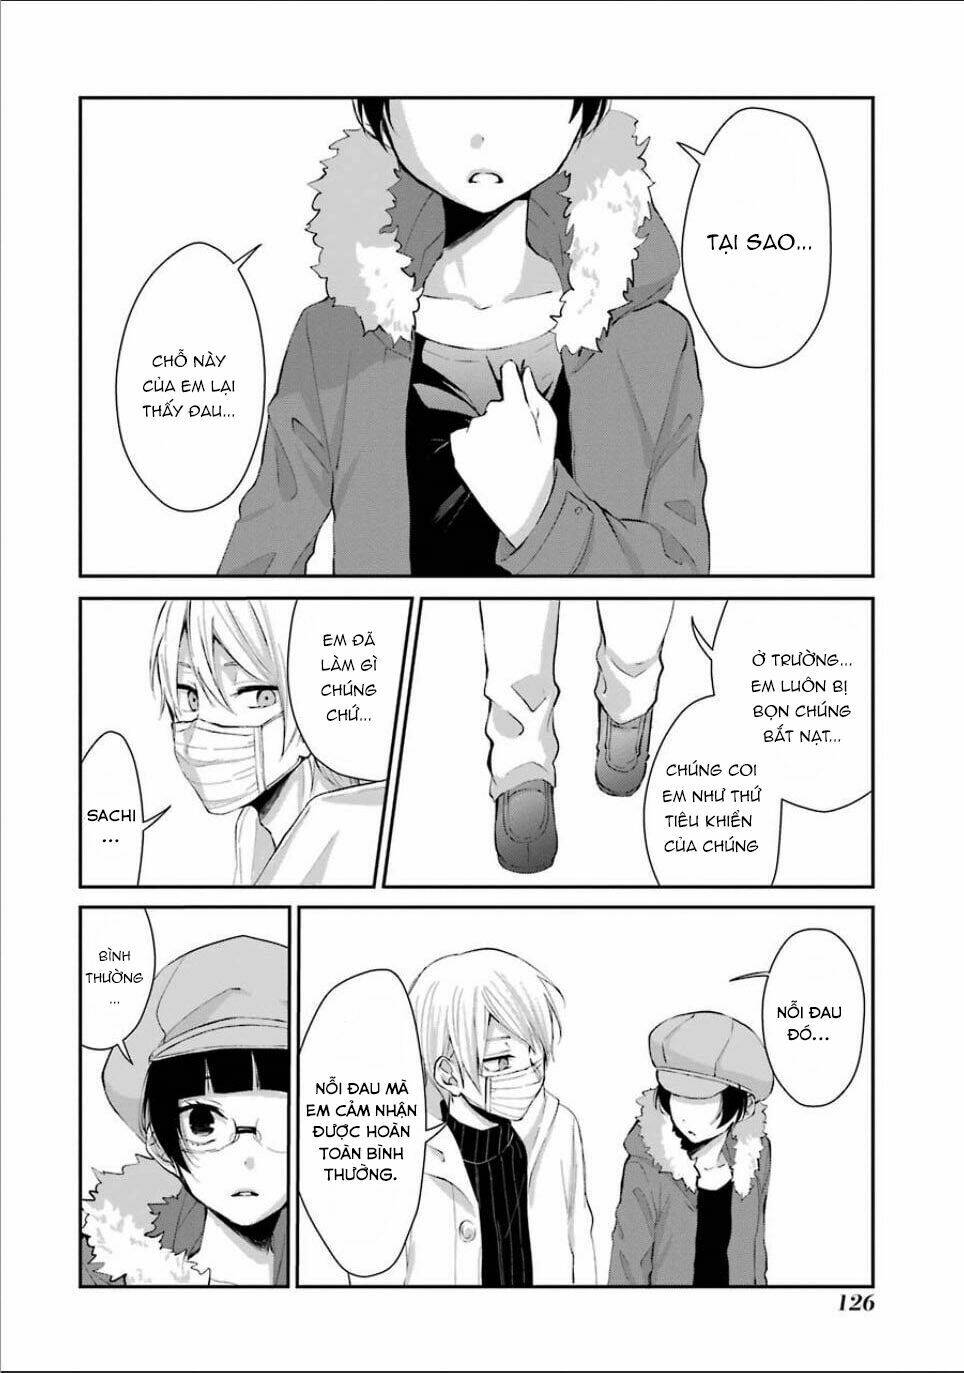 TẠI SAO...
CHỖ NÀY
CỦA EM LẠI
THẤY ĐAU...
Ở TRƯỜNG...
EM LUÔN BỊ
BỌN CHÚNG
BẮT NẠT...
CHÚNG COI
EM NHƯ THỨ
TIÊU KHIỂN
CỦA CHÚNG
EM ĐÃ
LÀM GÌ
CHÚNG
CHỨ...
SACHI
...
NỖI ĐAU
ĐÓ...
NỖI ĐAU MÀ
EM CẢM NHẬN
ĐƯỢC HOÀN
TOÀN BÌNH
THƯỜNG.
BÌNH
THƯỜNG
...
126